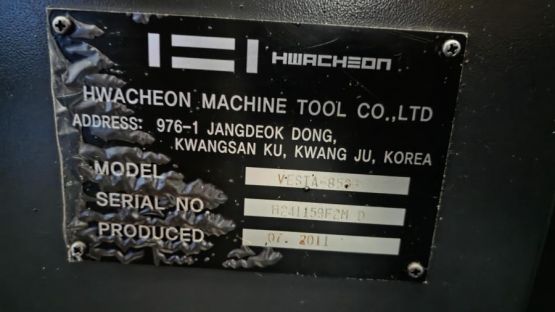 HWACHEON
HWACHEON MACHINE TOOL CO.,LTD
ADDRESS: 976-1 JANGDEOK DONG,
KWANGSAN KU, KWANG JU, KOREA
MODEL
SERIAL NO.
PRODUCED 07. 2011